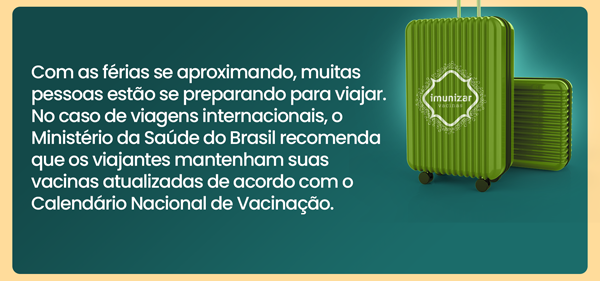 Com as férias se aproximando, muitas
pessoas estão se preparando para viajar.
No caso de viagens internacionais, o
Ministério da Saúde do Brasil recomenda
que os viajantes mantenham suas
vacinas atualizadas de acordo com o
Calendário Nacional de Vacinação.
imunizar
vacinas